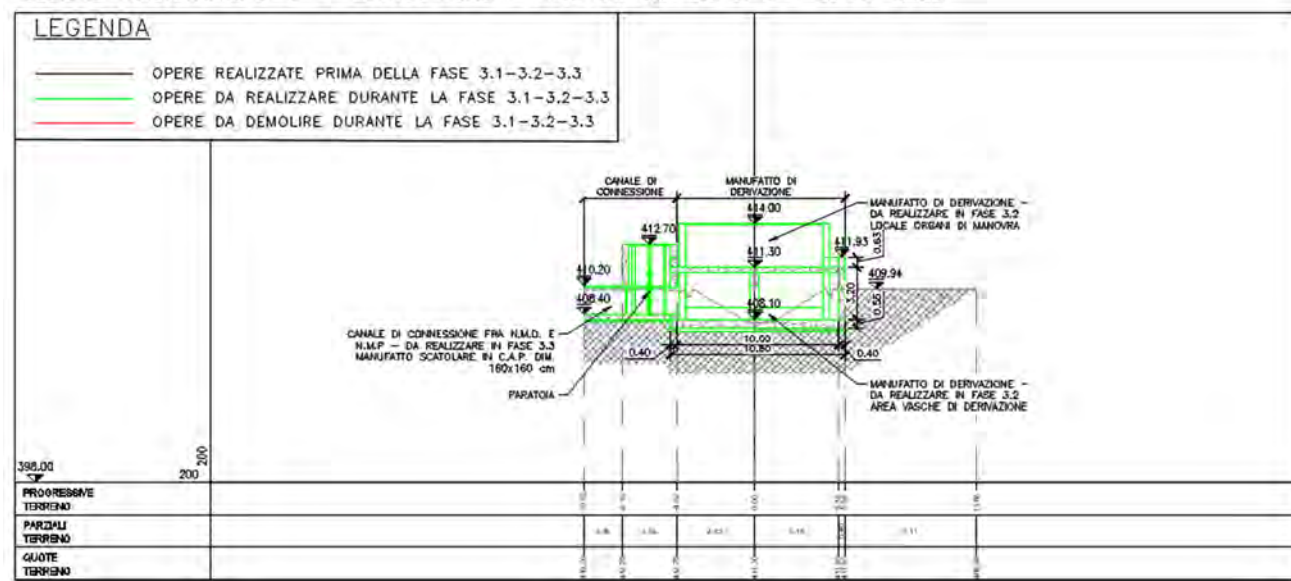 LEGENDA
OPERE REALIZZATE PRIMA DELLA FASE 3.1-3.2-3.3
OPERE DA REALIZZARE DURANTE LA FASE 3.1-3.2-3.3
OPERE DA DEMOLIRE DURANTE LA FASE 3.1-3.2-3.3
CANALE DI
CONNESSIONE
MANUFATTO DI
DERIVAZIONE
414.00
412.70
411.30
410.20
408.40
408.10
MANUFATTO DI DERIVAZIONE -
DA REALIZZARE IN FASE 3.2
LOCALE ORGANI DI MANOVRA
411.93
0.63
409.94
3.20
0.55
CANALE DI CONNESSIONE FRA N.M.D. E
N.M.P - DA REALIZZARE IN FASE 3.3
MANUFATTO SCATOLARE IN C.A.P. DIM.
160x160 cm
10.00
10.80
0.40
0.40
PARATOIA
MANUFATTO DI DERIVAZIONE -
DA REALIZZARE IN FASE 3.2
AREA VASCHE DI DERIVAZIONE
398.00
200
200
PROGRESSIVE
TERRENO
PARZIALI
TERRENO
QUOTE
TERRENO